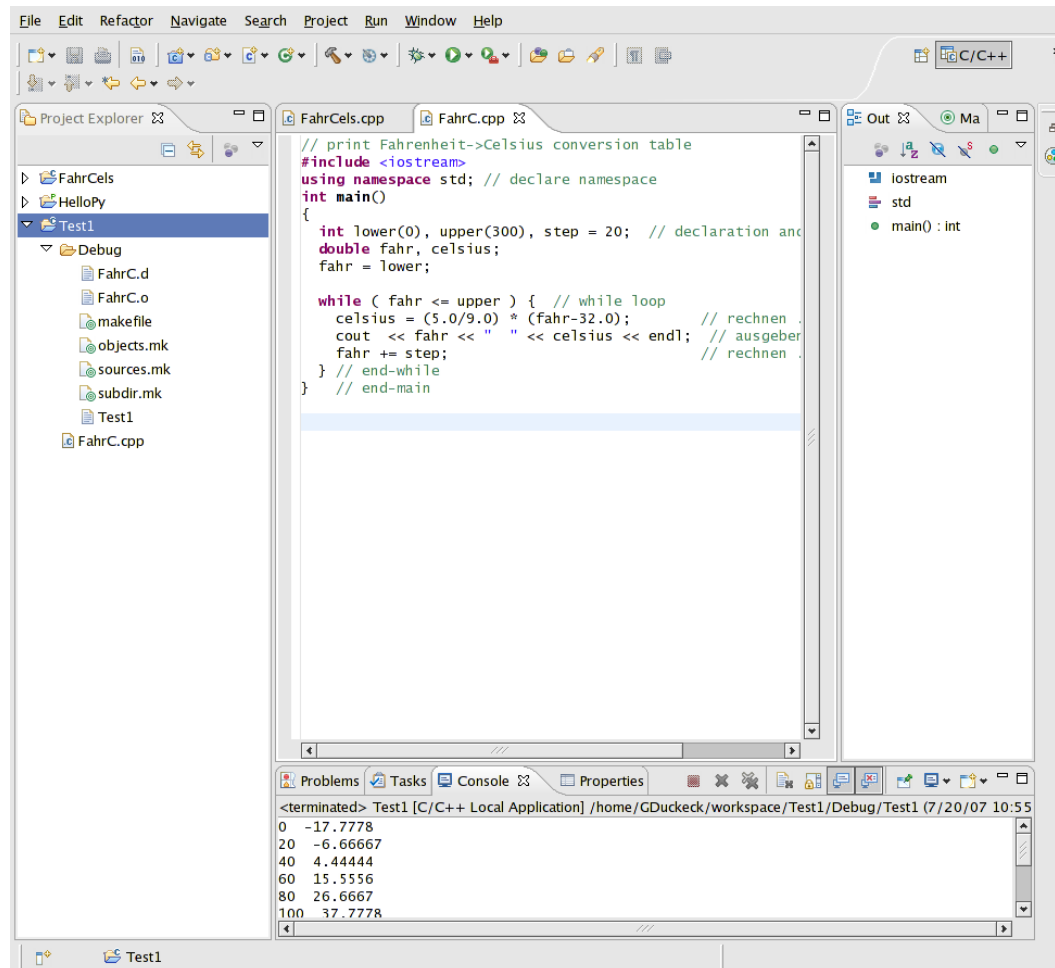 File Edit Refactor Navigate Search Project Run Window Help
C/C++
Project Explorer
FahrCels
HelloPy
Test1
Debug
FahrC.d
FahrC.o
makefile
objects.mk
sources.mk
subdir.mk
Test1
FahrC.cpp
FahrCels.cpp FahrC.cpp
// print Fahrenheit->Celsius conversion table
#include <iostream>
using namespace std; // declare namespace
int main()
{
int lower(0), upper(300), step = 20; // declaration and
double fahr, celsius;
fahr = lower;
while ( fahr <= upper ) { // while loop
celsius = (5.0/9.0) * (fahr-32.0); // rechnen .
cout << fahr << "  " << celsius << endl; // ausgeben
fahr += step; // rechnen .
} // end-while
} // end-main
Out Ma
iostream
std
main() : int
Problems Tasks Console Properties
<terminated> Test1 [C/C++ Local Application] /home/GDuckeck/workspace/Test1/Debug/Test1 (7/20/07 10:55
0 -17.7778
20 -6.66667
40 4.44444
60 15.5556
80 26.6667
100 37.7778
Test1